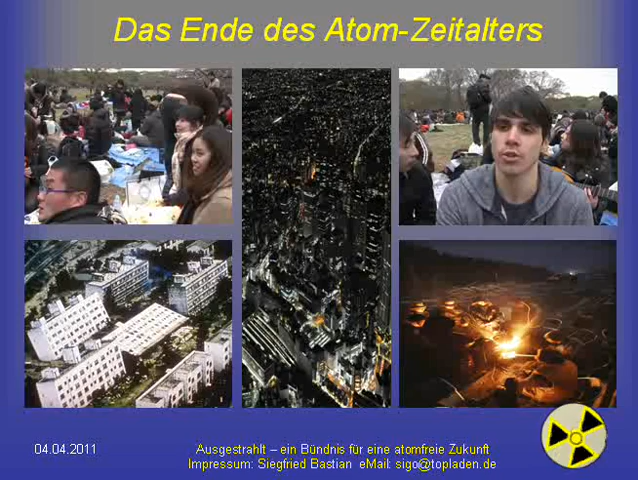 Das Ende des Atom-Zeitalters
04.04.2011
Ausgestrahlt – ein Bündnis für eine atomfreie Zukunft
Impressum: Siegfried Bastian eMail: sigo@topladen.de